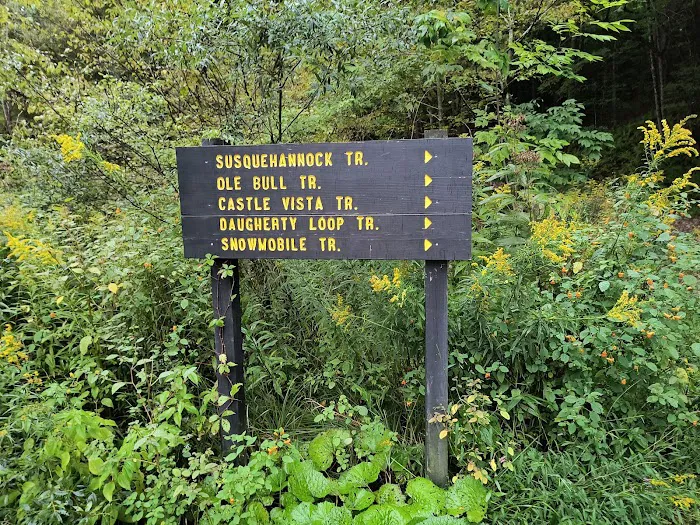 SUSQUEHANNOCK TR.
OLE BULL TR.
CASTLE VISTA TR.
DAUGHERTY LOOP TR.
SNOWMOBILE TR.